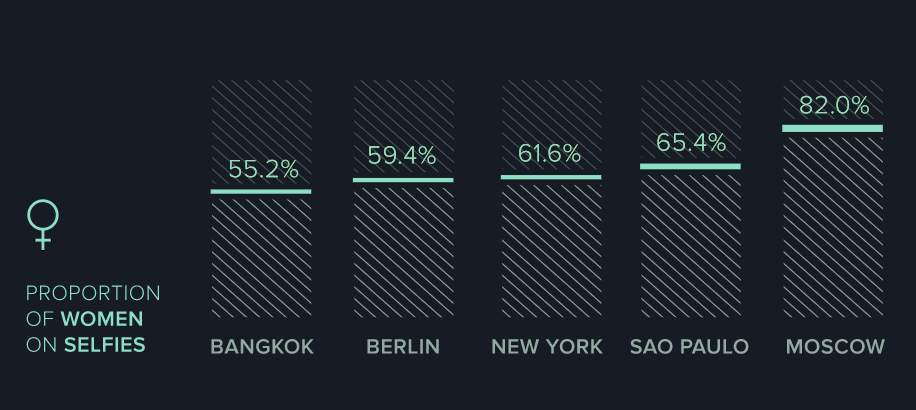 PROPORTION
OF WOMEN
ON SELFIES
55.2%
59.4%
61.6%
65.4%
82.0%
BANGKOK
BERLIN
NEW YORK
SAO PAULO
MOSCOW